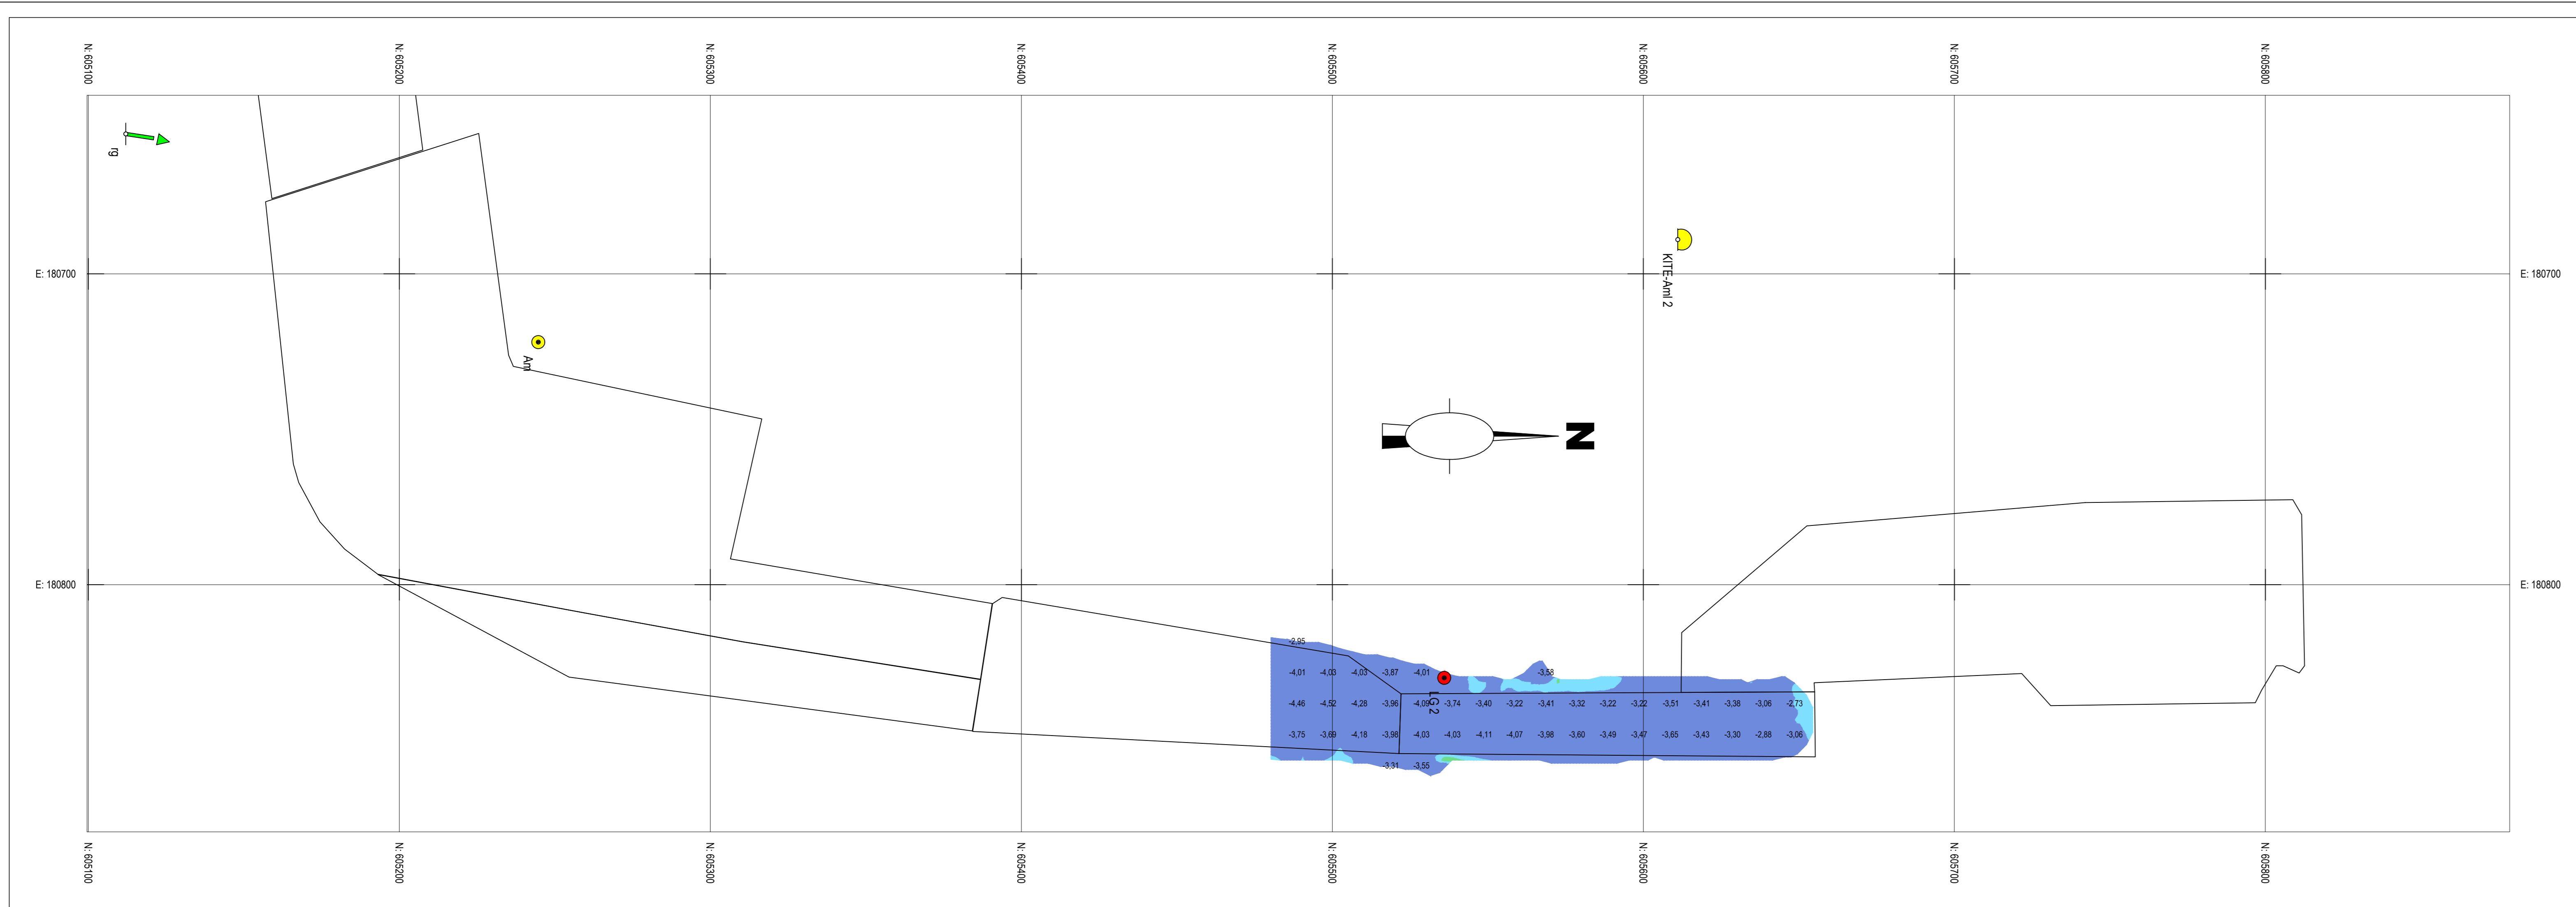 N: 605100 N: 605200 N: 605300 N: 605400 N: 605500 N: 605600 N: 605700 N: 605800
rg
KITE-Aml 2
E: 180700 E: 180700
Am
N
E: 180800 E: 180800
-2,95
-4,01 -4,03 -4,03 -3,87 -4,01 -3,58
LG 2
-4,46 -4,52 -4,28 -3,96 -4,09 -3,74 -3,40 -3,22 -3,41 -3,32 -3,22 -3,22 -3,51 -3,41 -3,38 -3,06 -2,73
-3,75 -3,69 -4,18 -3,98 -4,03 -4,03 -4,11 -4,07 -3,98 -3,60 -3,49 -3,47 -3,65 -3,43 -3,30 -2,88 -3,06
-3,31 -3,55
N: 605100 N: 605200 N: 605300 N: 605400 N: 605500 N: 605600 N: 605700 N: 605800